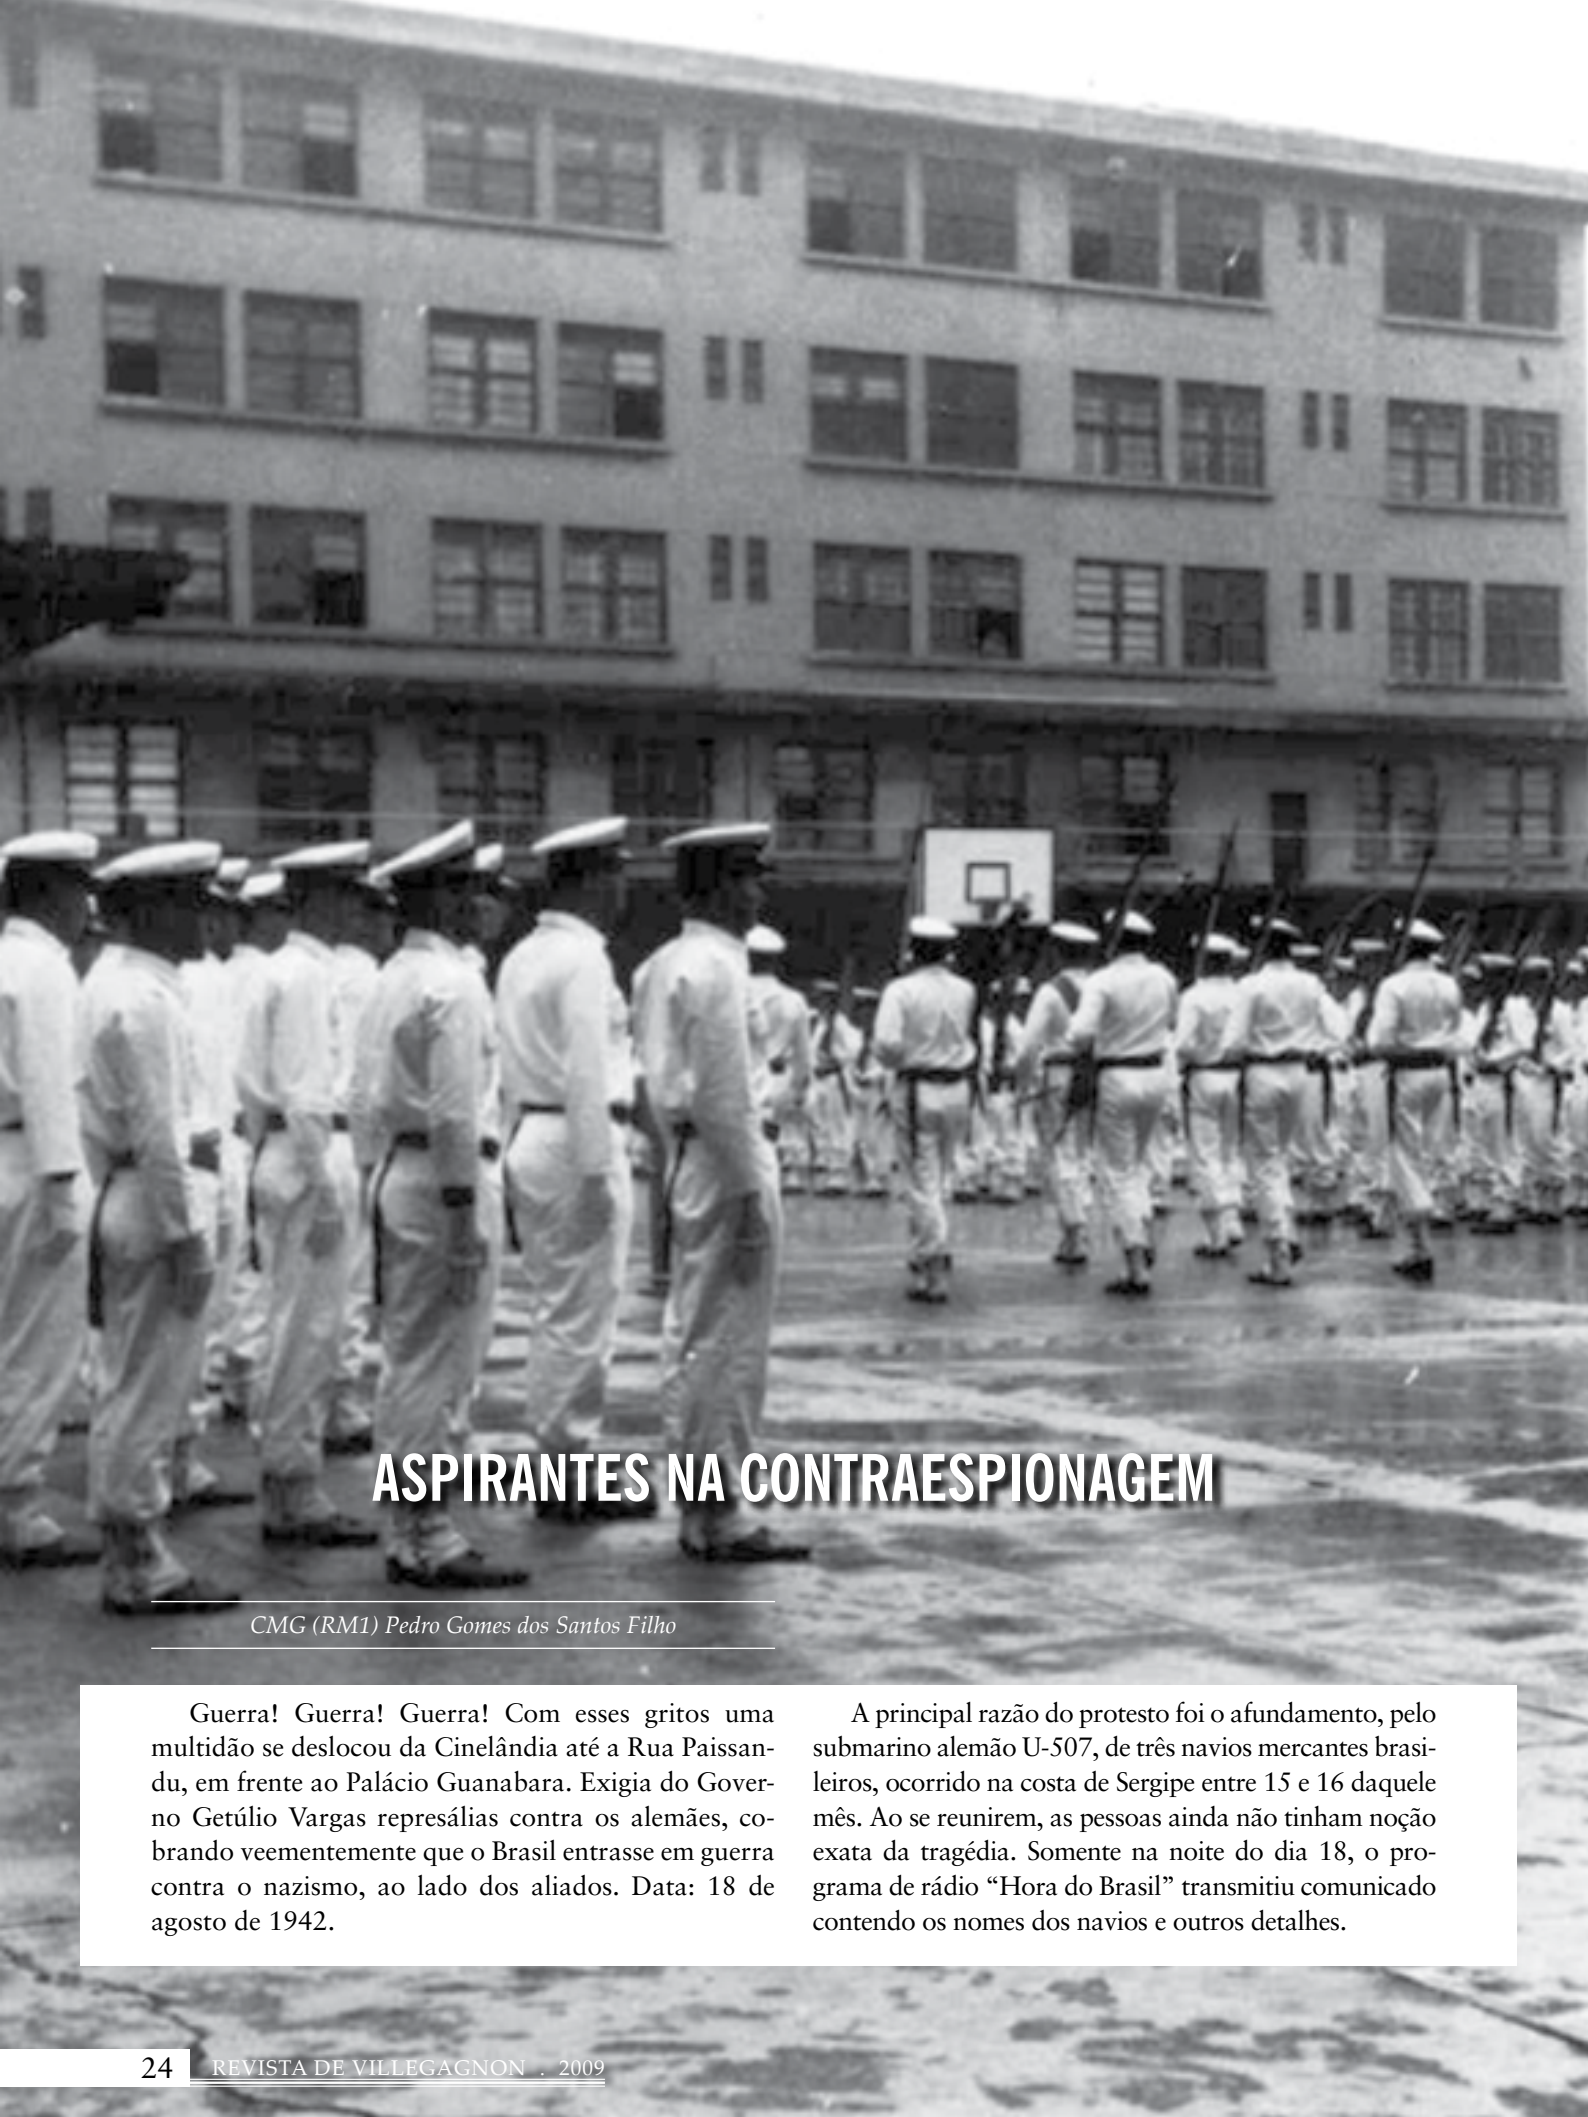 ASPIRANTES NA CONTRAESPIONAGEM
CMG (RM1) Pedro Gomes dos Santos Filho
Guerra! Guerra! Guerra! Com esses gritos uma
multidão se deslocou da Cinelândia até a Rua Paissan-
du, em frente ao Palácio Guanabara. Exigia do Gover-
no Getúlio Vargas represálias contra os alemães, co-
brando veementemente que o Brasil entrasse em guerra
contra o nazismo, ao lado dos aliados. Data: 18 de
agosto de 1942.
A principal razão do protesto foi o afundamento, pelo
submarino alemão U-507, de três navios mercantes brasi-
leiros, ocorrido na costa de Sergipe entre 15 e 16 daquele
mês. Ao se reunirem, as pessoas ainda não tinham noção
exata da tragédia. Somente na noite do dia 18, o pro-
grama de rádio “Hora do Brasil” transmitiu comunicado
contendo os nomes dos navios e outros detalhes.
24 REVISTA DE VILLEGAGNON . 2009